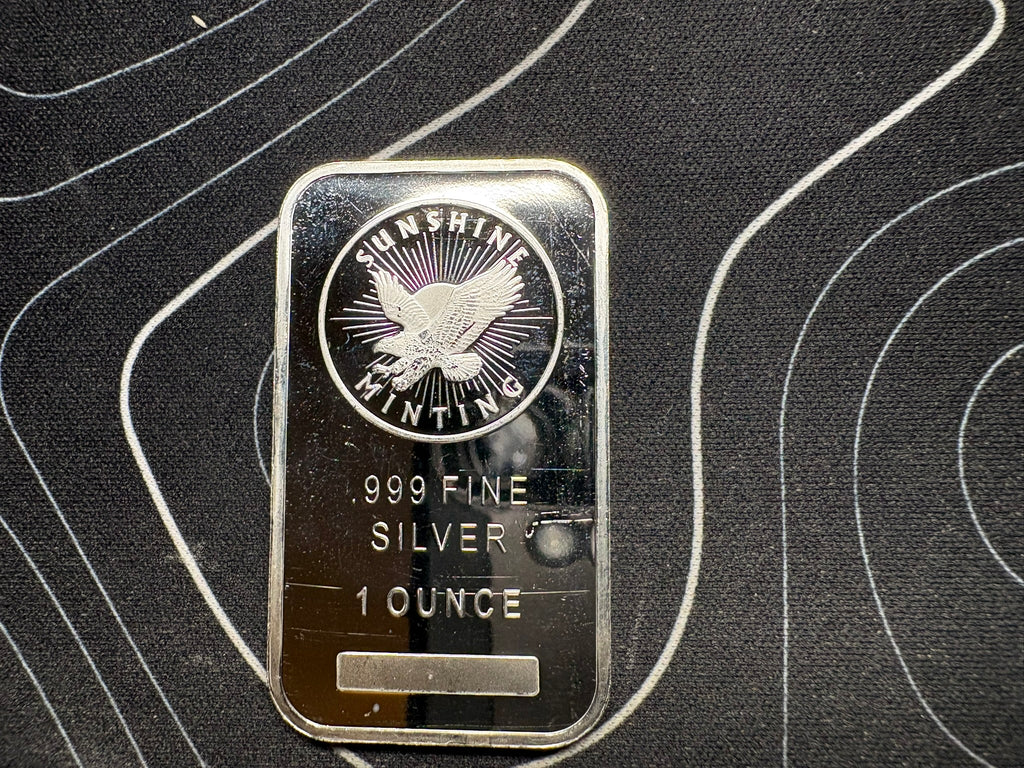 SUNSHINE
MINTING
.999 FINE
SILVER
1 OUNCE